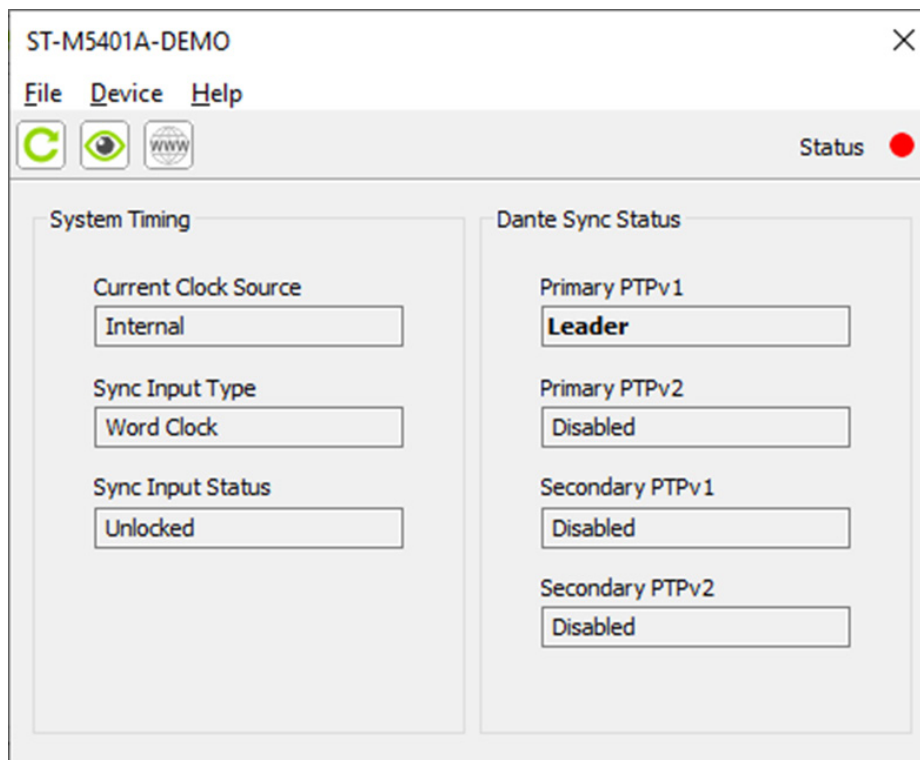 ST-M5401A-DEMO
File Device Help
WWW
Status
System Timing
Current Clock Source
Internal
Sync Input Type
Word Clock
Sync Input Status
Unlocked
Dante Sync Status
Primary PTPv1
Leader
Primary PTPv2
Disabled
Secondary PTPv1
Disabled
Secondary PTPv2
Disabled